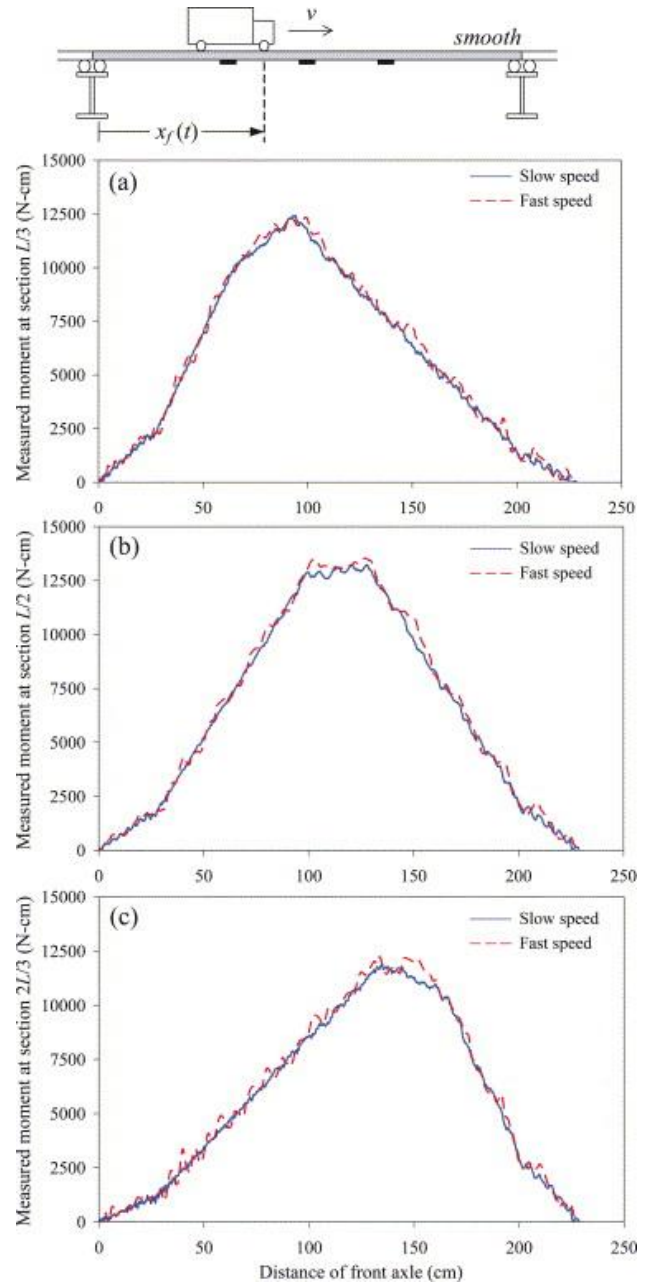 v
smooth
x_f(t)
(a)
Slow speed
Fast speed
Measured moment at section L/3 (N-cm)
15000
12500
10000
7500
5000
2500
0
0 50 100 150 200 250
(b)
Slow speed
Fast speed
Measured moment at section L/2 (N-cm)
15000
12500
10000
7500
5000
2500
0
0 50 100 150 200 250
(c)
Slow speed
Fast speed
Measured moment at section 2L/3 (N-cm)
15000
12500
10000
7500
5000
2500
0
0 50 100 150 200 250
Distance of front axle (cm)